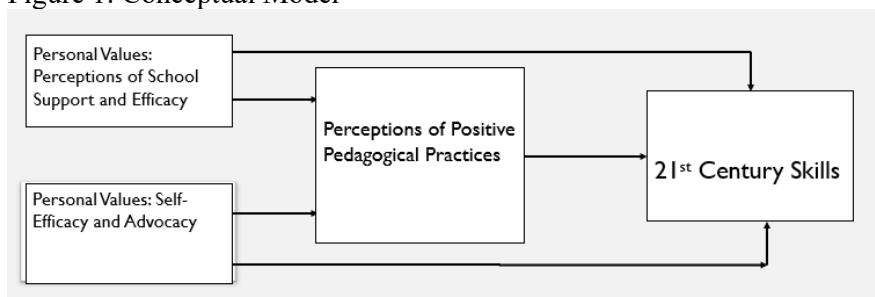 Figure 1. Conceptual Model
Personal Values:
Perceptions of School
Support and Efficacy
Perceptions of Positive
Pedagogical Practices
21st Century Skills
Personal Values: Self-
Efficacy and Advocacy